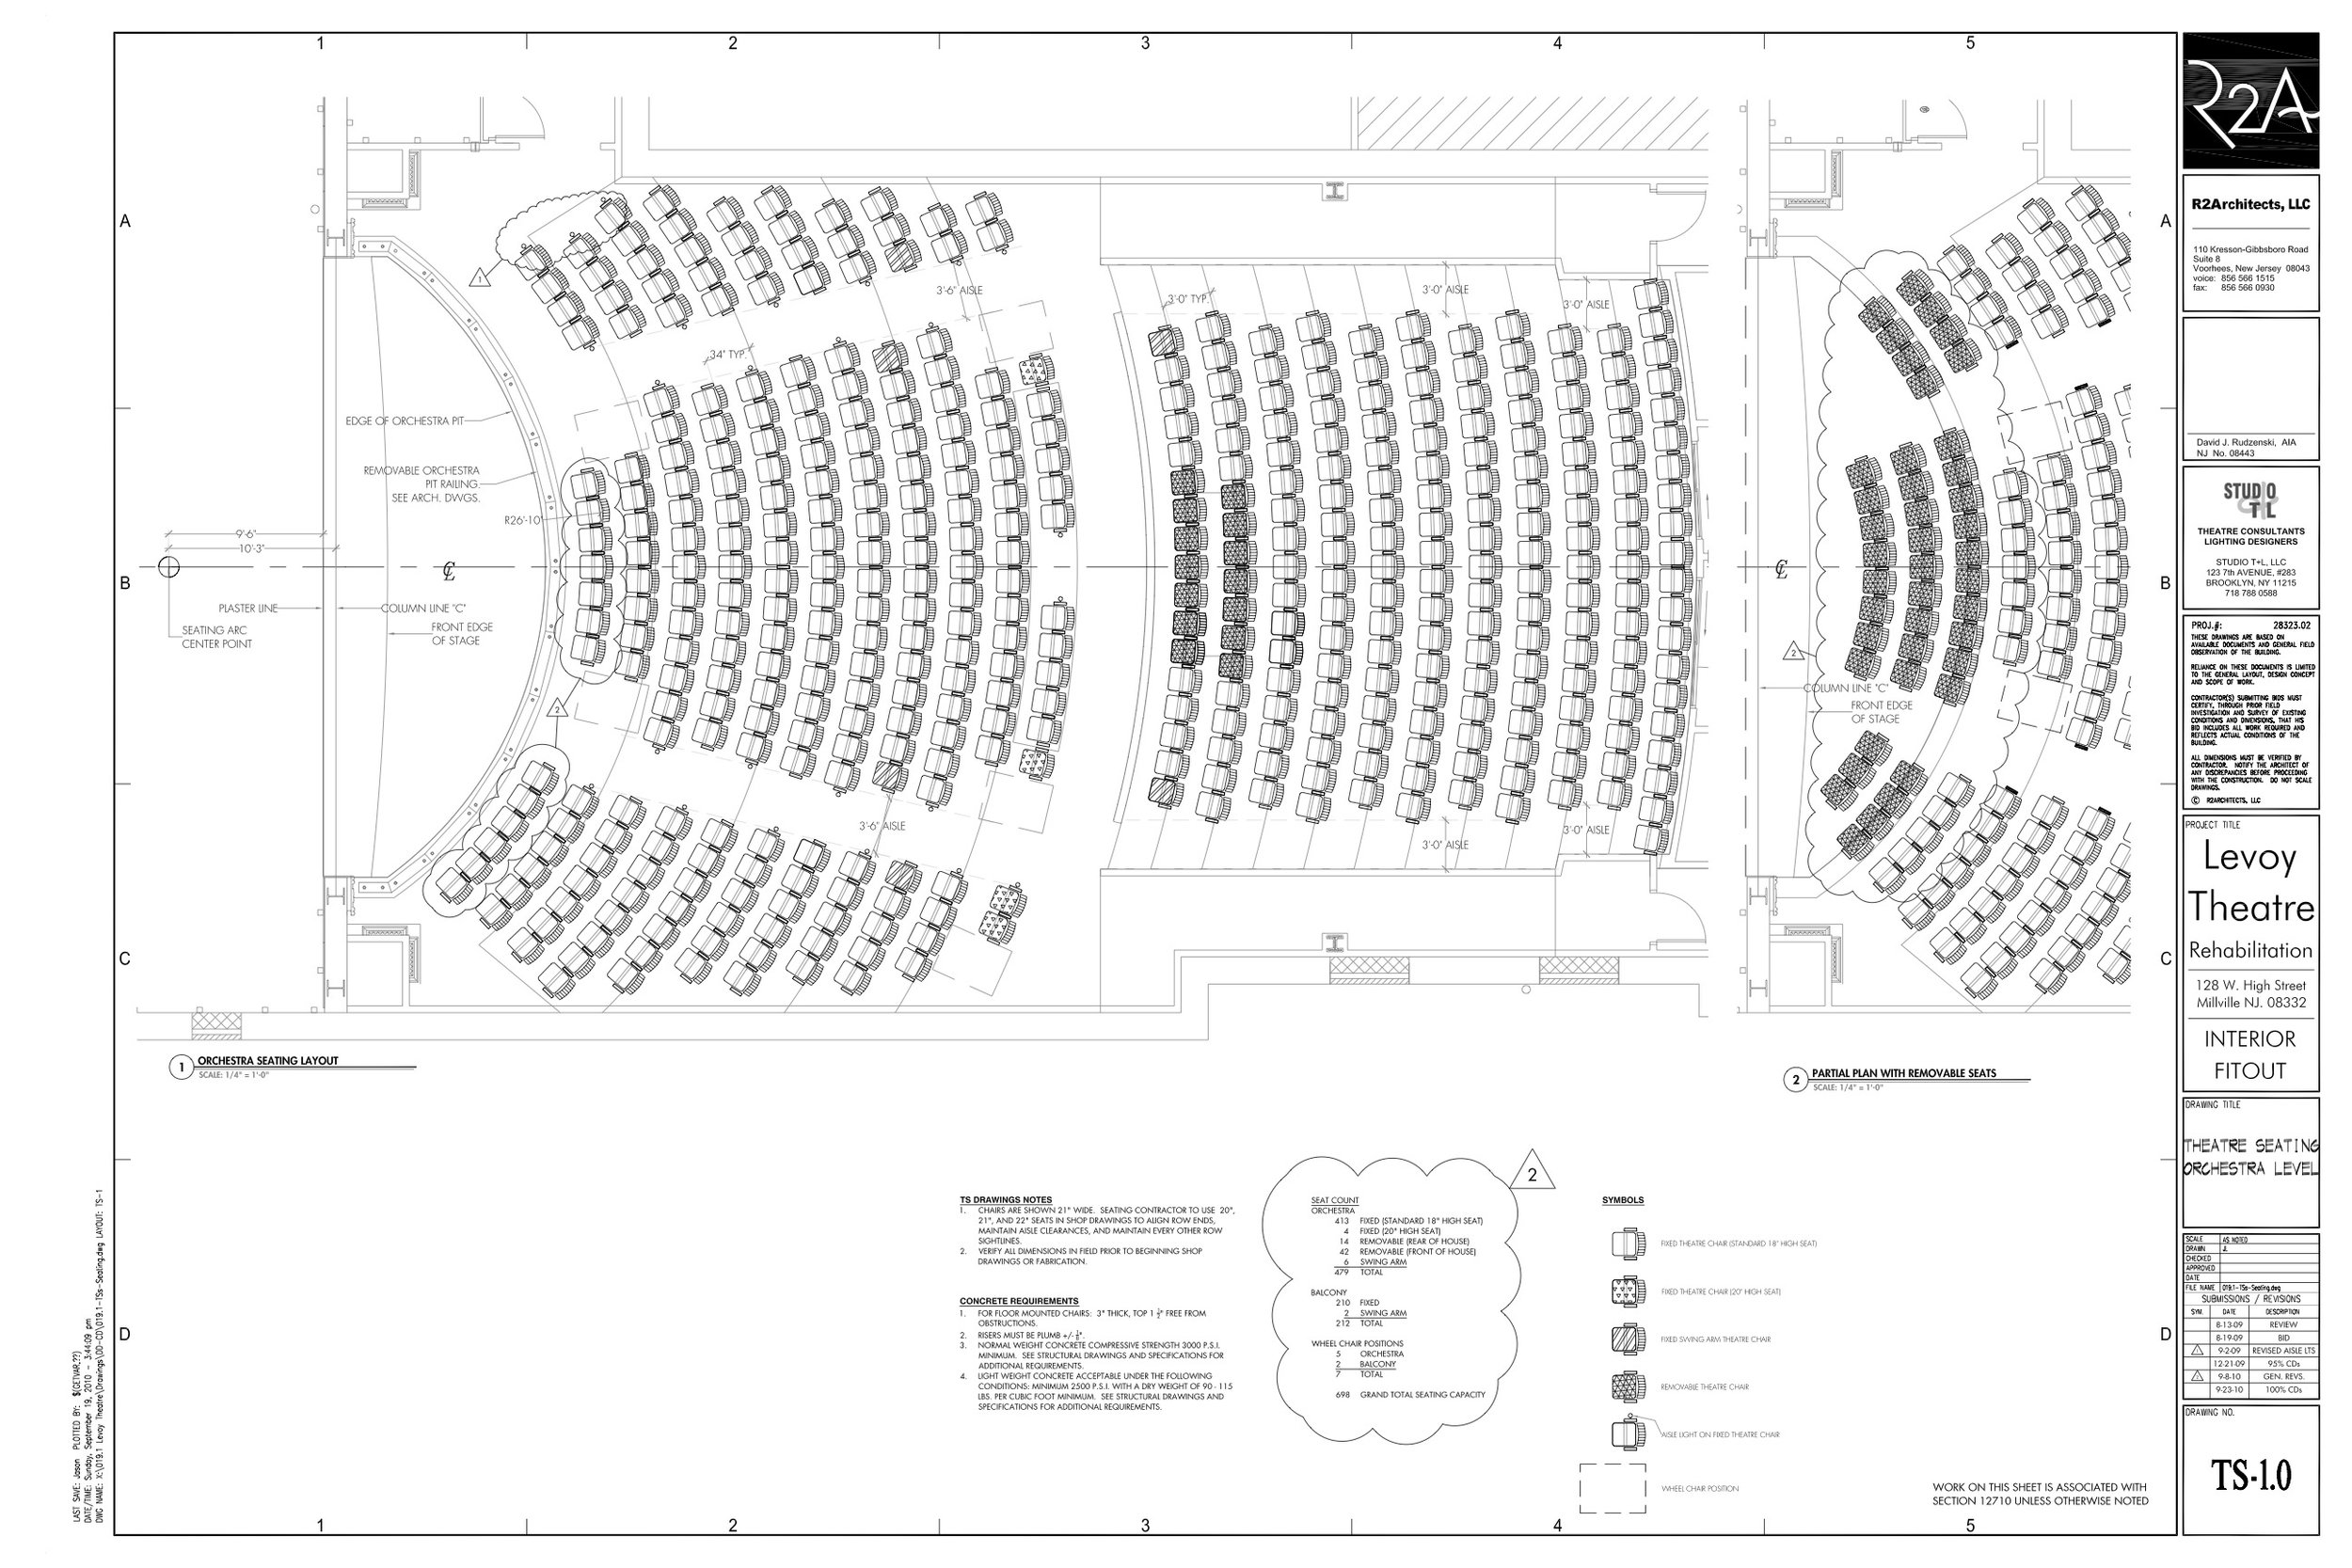 1
2
3
4
5
A
B
C
D
A
B
C
D
1
2
3
4
5
1
3'-6" AISLE
34" TYP.
EDGE OF ORCHESTRA PIT
REMOVABLE ORCHESTRA
PIT RAILING.
SEE ARCH. DWGS.
R26'-10"
9'-6"
10'-3"
CL
PLASTER LINE
COLUMN LINE "C"
SEATING ARC
CENTER POINT
FRONT EDGE
OF STAGE
2
3'-6" AISLE
3'-0" TYP.
3'-0" AISLE
3'-0" AISLE
3'-0" AISLE
3'-0" AISLE
CL
2
COLUMN LINE "C"
FRONT EDGE
OF STAGE
1
ORCHESTRA SEATING LAYOUT
SCALE: 1/4" = 1'-0"
2
PARTIAL PLAN WITH REMOVABLE SEATS
SCALE: 1/4" = 1'-0"
TS DRAWINGS NOTES
1. CHAIRS ARE SHOWN 21" WIDE. SEATING CONTRACTOR TO USE 20",
21", AND 22" SEATS IN SHOP DRAWINGS TO ALIGN ROW ENDS,
MAINTAIN AISLE CLEARANCES, AND MAINTAIN EVERY OTHER ROW
SIGHTLINES.
2. VERIFY ALL DIMENSIONS IN FIELD PRIOR TO BEGINNING SHOP
DRAWINGS OR FABRICATION.
CONCRETE REQUIREMENTS
1. FOR FLOOR MOUNTED CHAIRS: 3" THICK, TOP 1 1/2" FREE FROM
OBSTRUCTIONS.
2. RISERS MUST BE PLUMB +/-
3. NORMAL WEIGHT CONCRETE COMPRESSIVE STRENGTH 3000 P.S.I.
MINIMUM. SEE STRUCTURAL DRAWINGS AND SPECIFICATIONS FOR
ADDITIONAL REQUIREMENTS.
4. LIGHT WEIGHT CONCRETE ACCEPTABLE UNDER THE FOLLOWING
CONDITIONS: MINIMUM 2500 P.S.I. WITH A DRY WEIGHT OF 90 - 115
LBS. PER CUBIC FOOT MINIMUM. SEE STRUCTURAL DRAWINGS AND
SPECIFICATIONS FOR ADDITIONAL REQUIREMENTS.
2
SEAT COUNT
ORCHESTRA
413 FIXED (STANDARD 18" HIGH SEAT)
4 FIXED (20" HIGH SEAT)
14 REMOVABLE (REAR OF HOUSE)
42 REMOVABLE (FRONT OF HOUSE)
6 SWING ARM
479 TOTAL
BALCONY
210 FIXED
2 SWING ARM
212 TOTAL
WHEEL CHAIR POSITIONS
5 ORCHESTRA
2 BALCONY
7 TOTAL
698 GRAND TOTAL SEATING CAPACITY
SYMBOLS
FIXED THEATRE CHAIR (STANDARD 18" HIGH SEAT)
FIXED THEATRE CHAIR (20" HIGH SEAT)
FIXED SWING ARM THEATRE CHAIR
REMOVABLE THEATRE CHAIR
AISLE LIGHT ON FIXED THEATRE CHAIR
WHEEL CHAIR POSITION
WORK ON THIS SHEET IS ASSOCIATED WITH
SECTION 12710 UNLESS OTHERWISE NOTED
LAST SAVE: Jason PLOTTED BY: $(GETVAR,??)
DATE/TIME: Sunday, September 19, 2010 - 3:44:09 pm
DWG NAME: X:\019.1 Levoy Theatre\Drawings\DD-CD\019.1-TSs-Seating.dwg LAYOUT: TS-1
R2A
R2Architects, LLC
110 Kresson-Gibbsboro Road
Suite 8
Voorhees, New Jersey 08043
voice: 856 566 1515
fax: 856 566 0930
David J. Rudzenski, AIA
NJ No. 08443
STUDIO
T+L
THEATRE CONSULTANTS
LIGHTING DESIGNERS
STUDIO T+L, LLC
123 7th AVENUE, #283
BROOKLYN, NY 11215
718 788 0588
PROJ.#: 28323.02
THESE DRAWINGS ARE BASED ON
AVAILABLE DOCUMENTS AND GENERAL FIELD
OBSERVATION OF THE BUILDING.
RELIANCE ON THESE DOCUMENTS IS LIMITED
TO THE GENERAL LAYOUT, DESIGN CONCEPT
AND SCOPE OF WORK.
CONTRACTOR(S) SUBMITTING BIDS MUST
CERTIFY, THROUGH PRIOR FIELD
INVESTIGATION AND SURVEY OF EXISTING
CONDITIONS AND DIMENSIONS, THAT HIS
BID INCLUDES ALL WORK REQUIRED AND
REFLECTS ACTUAL CONDITIONS OF THE
BUILDING.
ALL DIMENSIONS MUST BE VERIFIED BY
CONTRACTOR. NOTIFY THE ARCHITECT OF
ANY DISCREPANCIES BEFORE PROCEEDING
WITH THE CONSTRUCTION. DO NOT SCALE
DRAWINGS.
© R2ARCHITECTS, LLC
PROJECT TITLE
Levoy
Theatre
Rehabilitation
128 W. High Street
Millville NJ. 08332
INTERIOR
FITOUT
DRAWING TITLE
THEATRE SEATING
ORCHESTRA LEVEL
SCALE AS NOTED
DRAWN J.
CHECKED
APPROVED
DATE
FILE NAME 019.1-TSs-Seating.dwg
SUBMISSIONS / REVISIONS
SYM. DATE DESCRIPTION
8-13-09 REVIEW
8-19-09 BID
1 9-2-09 REVISED AISLE LTS
12-21-09 95% CDs
2 9-8-10 GEN. REVS.
9-23-10 100% CDs
DRAWING NO.
TS-1.0